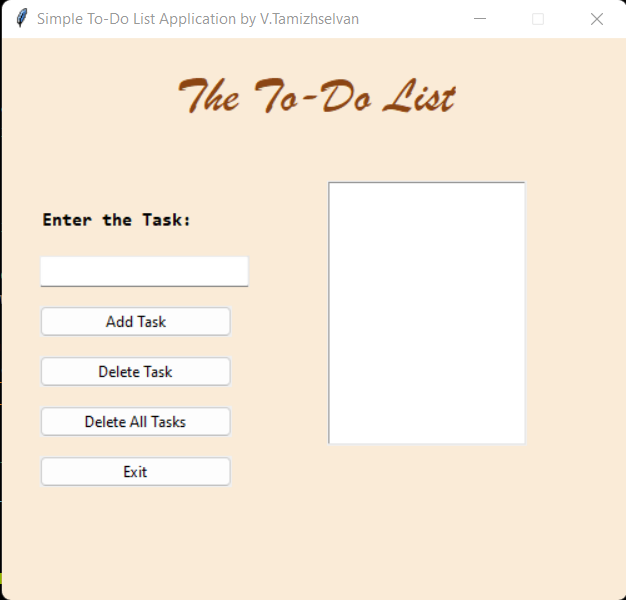 Simple To-Do List Application by V.Tamizhselvan
The To-Do List
Enter the Task:
Add Task
Delete Task
Delete All Tasks
Exit